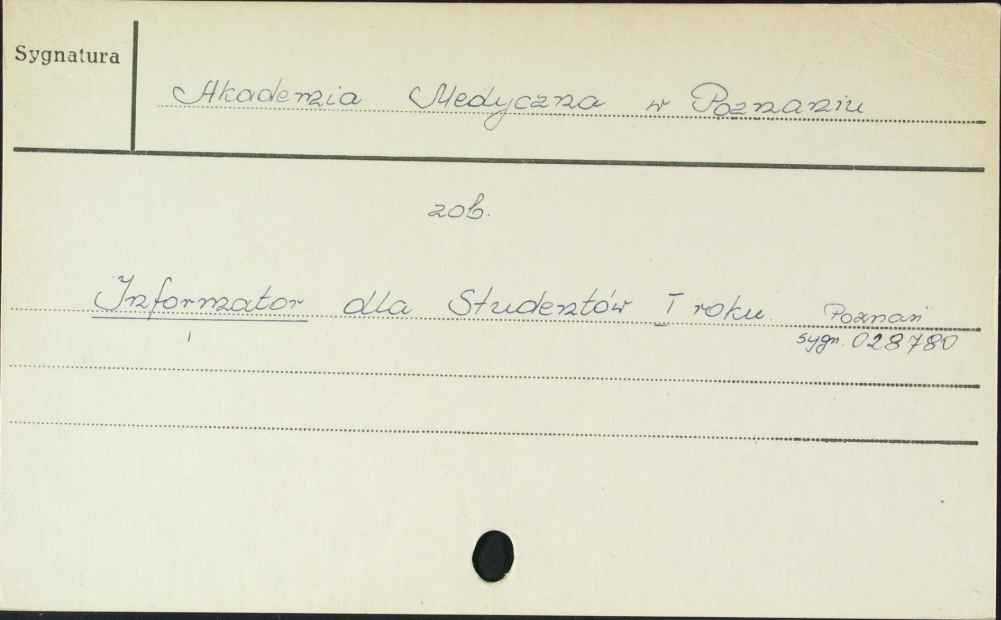 Sygnatura
Akademia Medyczna w Poznaniu
zob.
Informator dla Studentów I roku. Poznań
sygn. 028780